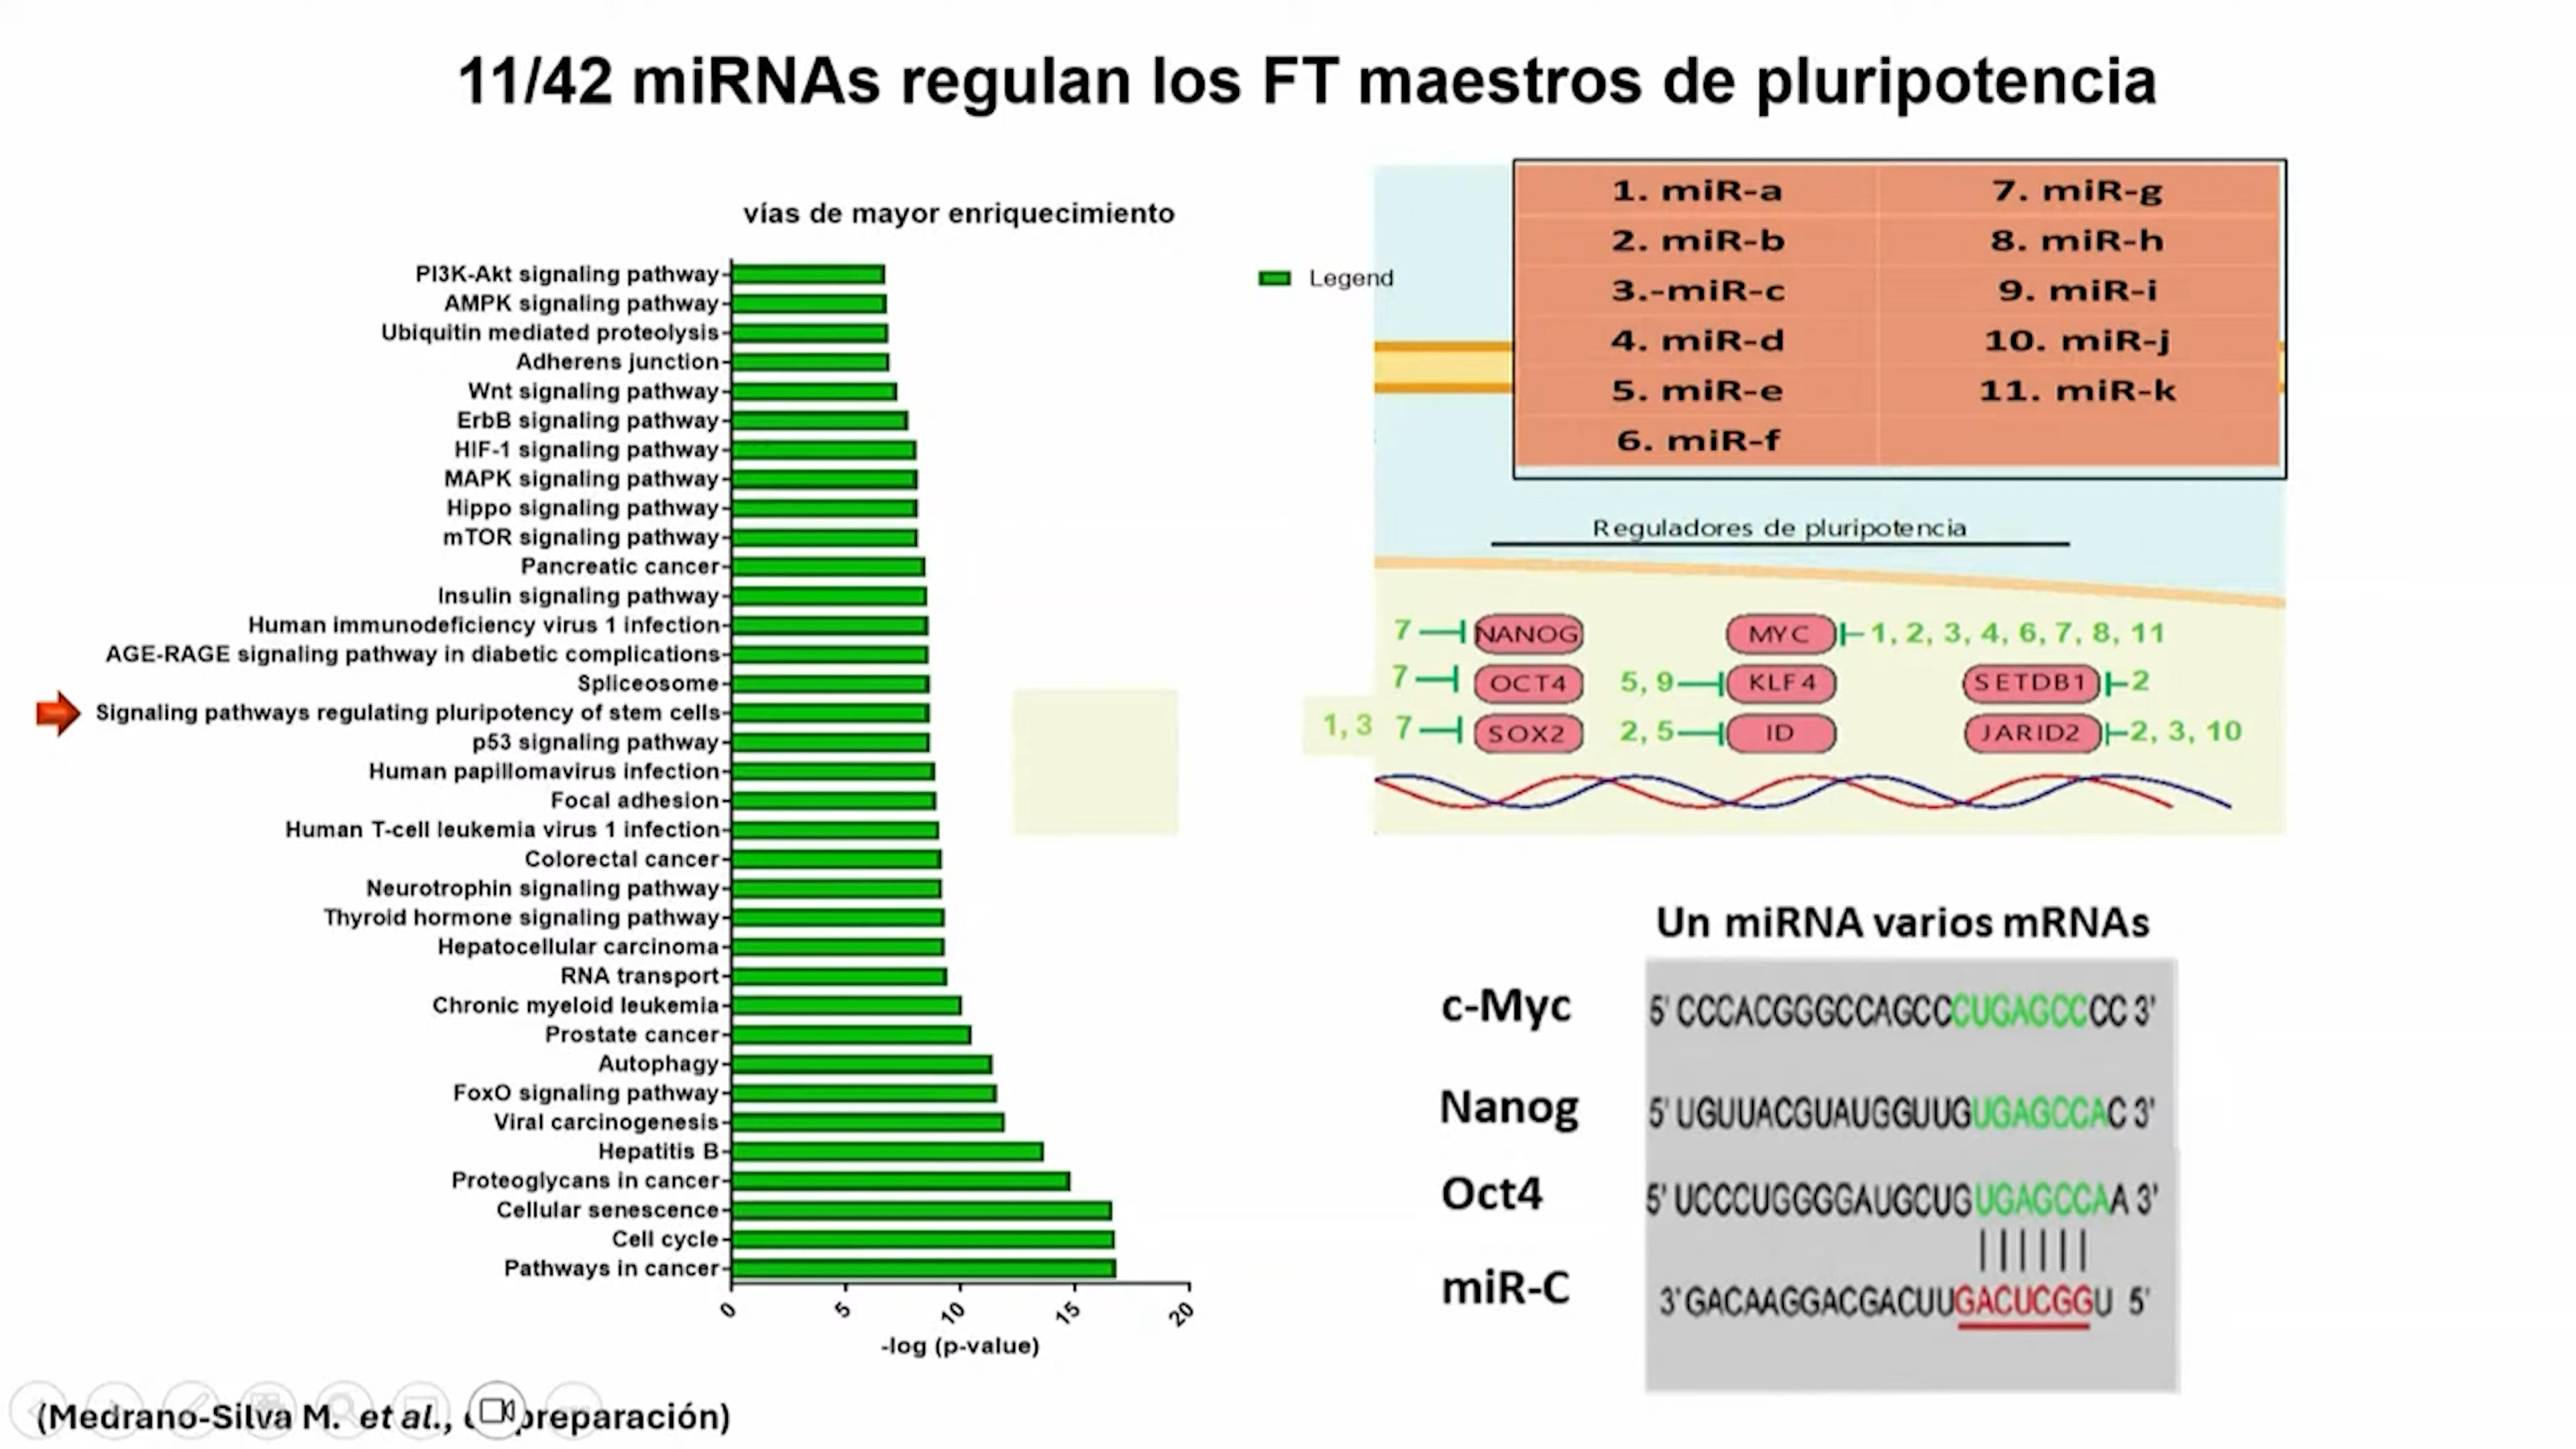 11/42 miRNAs regulan los FT maestros de pluripotencia
vías de mayor enriquecimiento
PI3K-Akt signaling pathway
AMPK signaling pathway
Ubiquitin mediated proteolysis
Adherens junction
Wnt signaling pathway
ErbB signaling pathway
HIF-1 signaling pathway
MAPK signaling pathway
Hippo signaling pathway
mTOR signaling pathway
Pancreatic cancer
Insulin signaling pathway
Human immunodeficiency virus 1 infection
AGE-RAGE signaling pathway in diabetic complications
Spliceosome
Signaling pathways regulating pluripotency of stem cells
p53 signaling pathway
Human papillomavirus infection
Focal adhesion
Human T-cell leukemia virus 1 infection
Colorectal cancer
Neurotrophin signaling pathway
Thyroid hormone signaling pathway
Hepatocellular carcinoma
RNA transport
Chronic myeloid leukemia
Prostate cancer
Autophagy
FoxO signaling pathway
Viral carcinogenesis
Hepatitis B
Proteoglycans in cancer
Cellular senescence
Cell cycle
Pathways in cancer
0 5 10 15 20
-log (p-value)
Legend
1. miR-a 7. miR-g
2. miR-b 8. miR-h
3.-miR-c 9. miR-i
4. miR-d 10. miR-j
5. miR-e 11. miR-k
6. miR-f
Reguladores de pluripotencia
7 NANOG MYC 1, 2, 3, 4, 6, 7, 8, 11
7 OCT4 5, 9 KLF4 SETDB1 2
1, 3 7 SOX2 2, 5 ID JARID2 2, 3, 10
Un miRNA varios mRNAs
c-Myc 5' CCCACGGGCCAGCCCUGAGCCCC 3'
Nanog 5' UGUUACGUAUGGUUGUGAGCCAC 3'
Oct4 5' UCCCUGGGGAUGCUGUGAGCCAA 3'
miR-C 3'GACAAGGACGACUUGACUCGGU 5'
(Medrano-Silva M. et al., preparación)